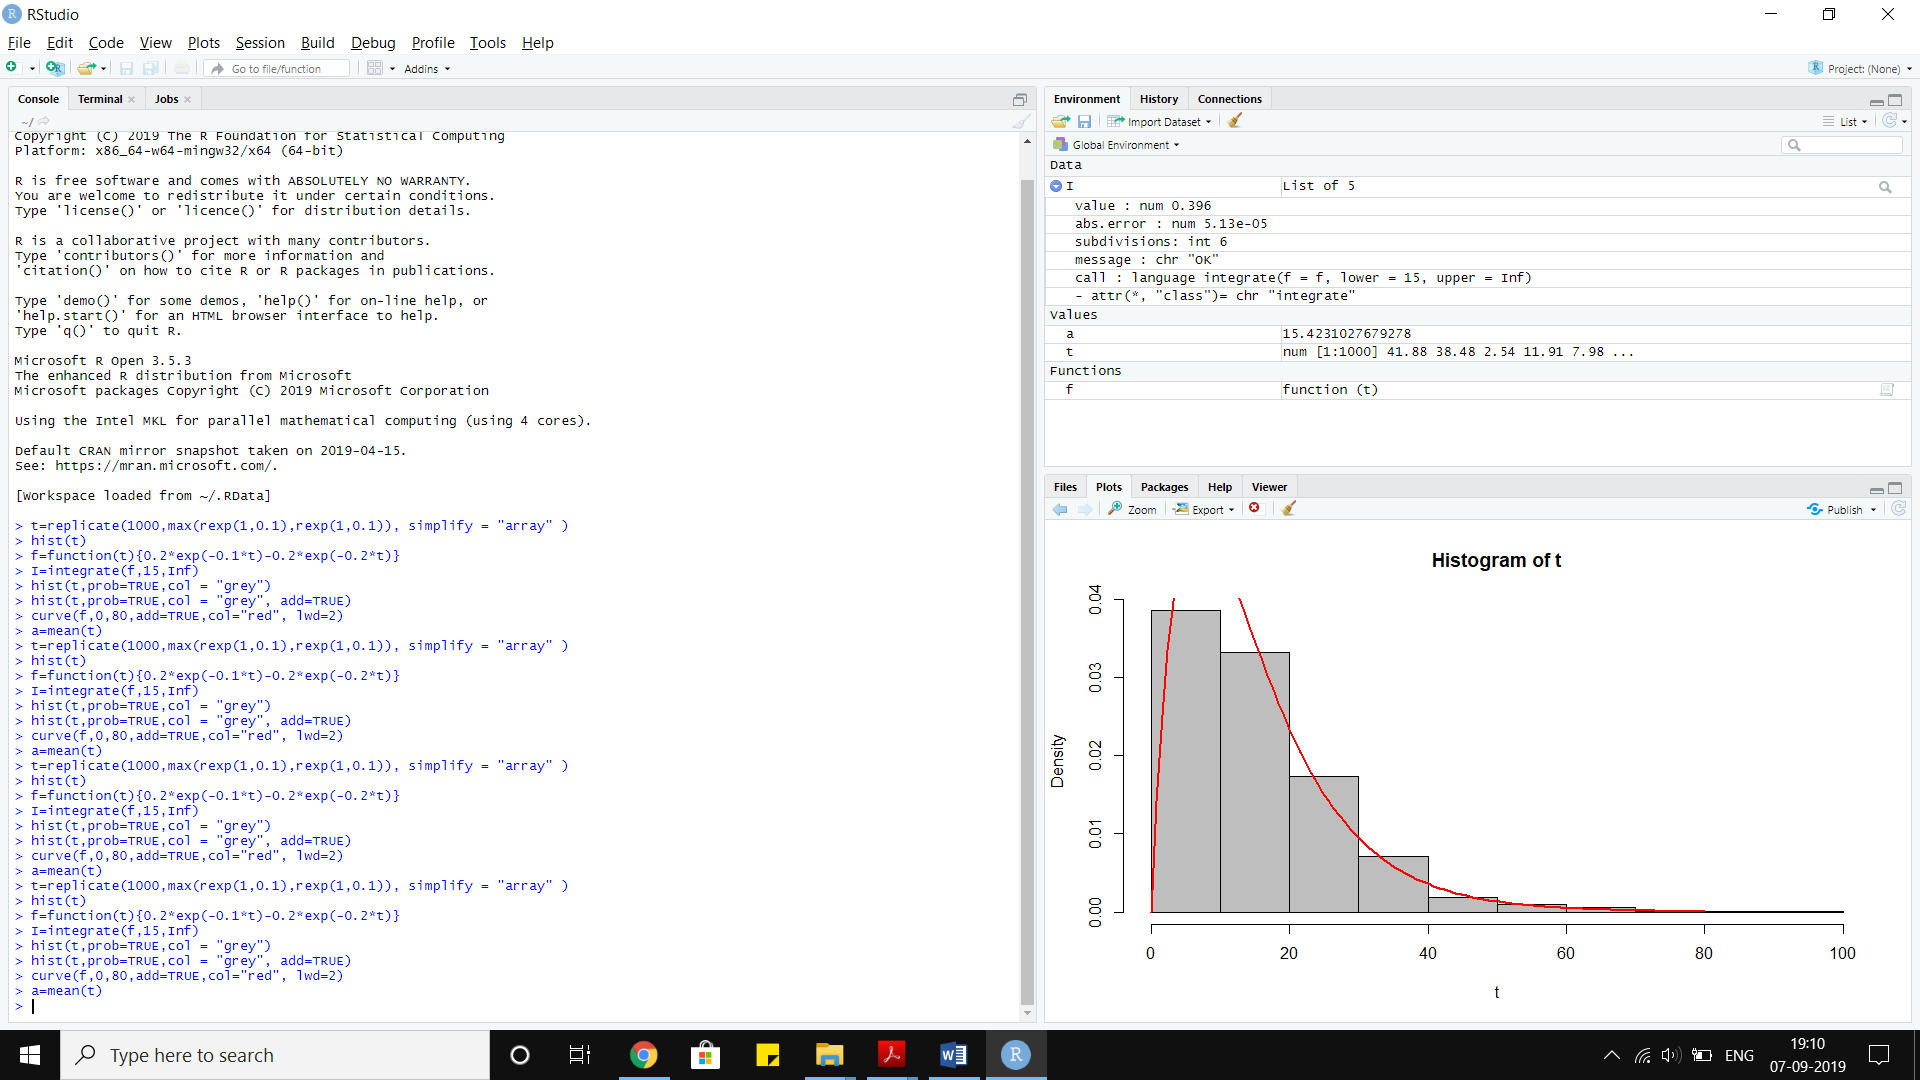 RStudio
File Edit Code View Plots Session Build Debug Profile Tools Help
Go to file/function Addins Project: (None)
Console Terminal Jobs
~/
Copyright (C) 2019 The R Foundation for Statistical Computing
Platform: x86_64-w64-mingw32/x64 (64-bit)
R is free software and comes with ABSOLUTELY NO WARRANTY.
You are welcome to redistribute it under certain conditions.
Type 'license()' or 'licence()' for distribution details.
R is a collaborative project with many contributors.
Type 'contributors()' for more information and
'citation()' on how to cite R or R packages in publications.
Type 'demo()' for some demos, 'help()' for on-line help, or
'help.start()' for an HTML browser interface to help.
Type 'q()' to quit R.
Microsoft R Open 3.5.3
The enhanced R distribution from Microsoft
Microsoft packages Copyright (C) 2019 Microsoft Corporation
Using the Intel MKL for parallel mathematical computing (using 4 cores).
Default CRAN mirror snapshot taken on 2019-04-15.
See: https://mran.microsoft.com/.
[Workspace loaded from ~/.RData]
> t=replicate(1000,max(rexp(1,0.1),rexp(1,0.1)), simplify = "array" )
> hist(t)
> f=function(t){0.2*exp(-0.1*t)-0.2*exp(-0.2*t)}
> I=integrate(f,15,Inf)
> hist(t,prob=TRUE,col = "grey")
> hist(t,prob=TRUE,col = "grey", add=TRUE)
> curve(f,0,80,add=TRUE,col="red", lwd=2)
> a=mean(t)
> t=replicate(1000,max(rexp(1,0.1),rexp(1,0.1)), simplify = "array" )
> hist(t)
> f=function(t){0.2*exp(-0.1*t)-0.2*exp(-0.2*t)}
> I=integrate(f,15,Inf)
> hist(t,prob=TRUE,col = "grey")
> hist(t,prob=TRUE,col = "grey", add=TRUE)
> curve(f,0,80,add=TRUE,col="red", lwd=2)
> a=mean(t)
> t=replicate(1000,max(rexp(1,0.1),rexp(1,0.1)), simplify = "array" )
> hist(t)
> f=function(t){0.2*exp(-0.1*t)-0.2*exp(-0.2*t)}
> I=integrate(f,15,Inf)
> hist(t,prob=TRUE,col = "grey")
> hist(t,prob=TRUE,col = "grey", add=TRUE)
> curve(f,0,80,add=TRUE,col="red", lwd=2)
> a=mean(t)
> t=replicate(1000,max(rexp(1,0.1),rexp(1,0.1)), simplify = "array" )
> hist(t)
> f=function(t){0.2*exp(-0.1*t)-0.2*exp(-0.2*t)}
> I=integrate(f,15,Inf)
> hist(t,prob=TRUE,col = "grey")
> hist(t,prob=TRUE,col = "grey", add=TRUE)
> curve(f,0,80,add=TRUE,col="red", lwd=2)
> a=mean(t)
>
Environment History Connections
Import Dataset List
Global Environment
Data
I List of 5
value : num 0.396
abs.error : num 5.13e-05
subdivisions: int 6
message : chr "OK"
call : language integrate(f = f, lower = 15, upper = Inf)
- attr(*, "class")= chr "integrate"
Values
a 15.4231027679278
t num [1:1000] 41.88 38.48 2.54 11.91 7.98 ...
Functions
f function (t)
Files Plots Packages Help Viewer
Zoom Export Publish
Histogram of t
Density
0.04
0.03
0.02
0.01
0.00
0 20 40 60 80 100
t
Type here to search
ENG
19:10
07-09-2019